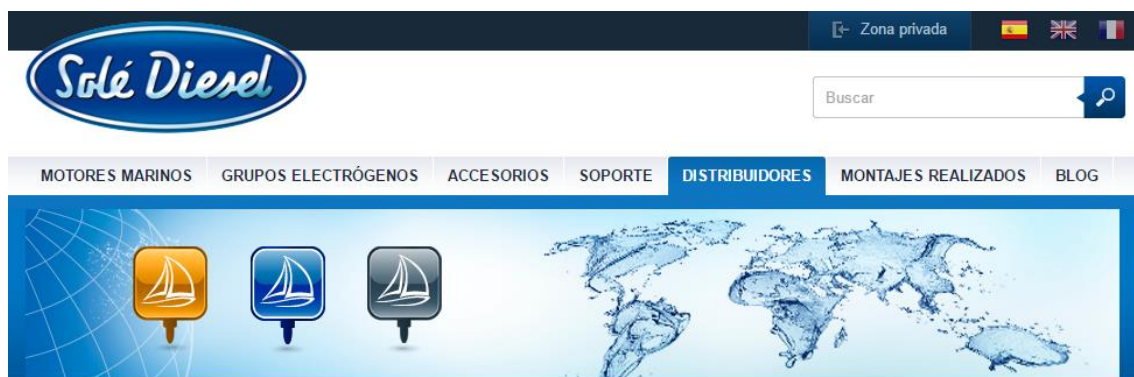 Zona privada
Solé Diesel
Buscar
MOTORES MARINOS GRUPOS ELECTRÓGENOS ACCESORIOS SOPORTE DISTRIBUIDORES MONTAJES REALIZADOS BLOG